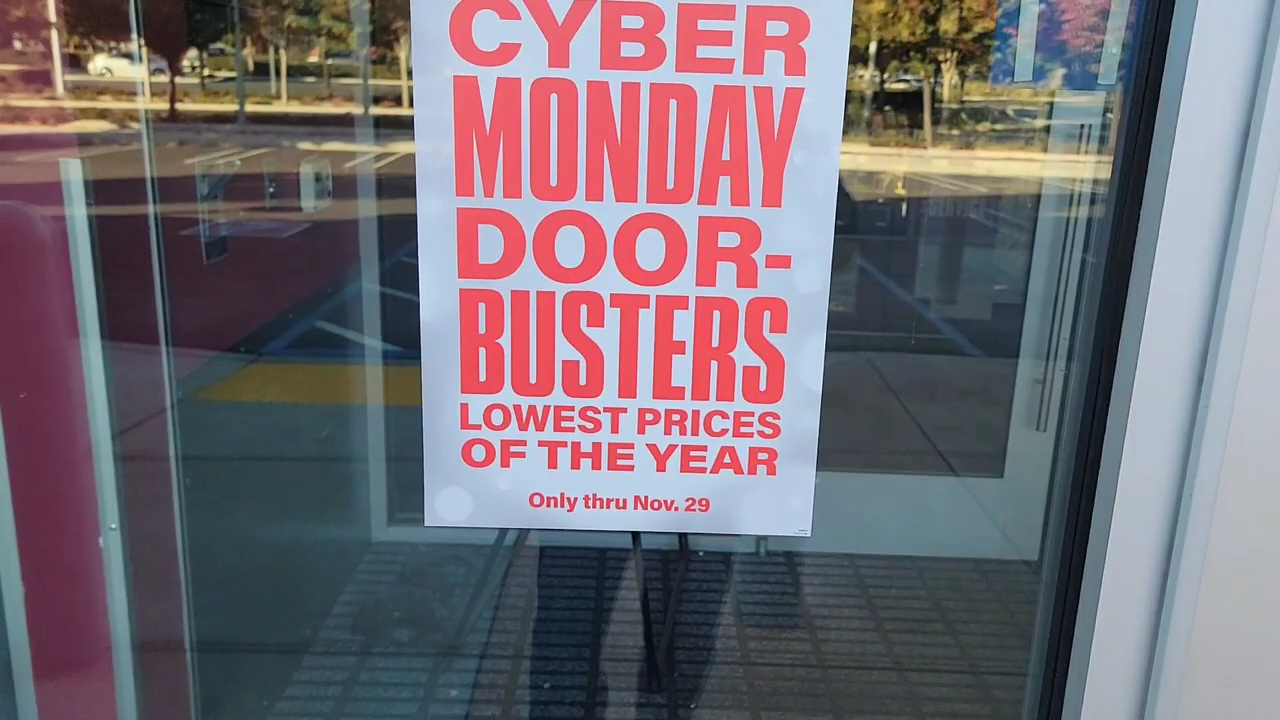 CYBER
MONDAY
DOOR-
BUSTERS
LOWEST PRICES
OF THE YEAR
Only thru Nov. 29